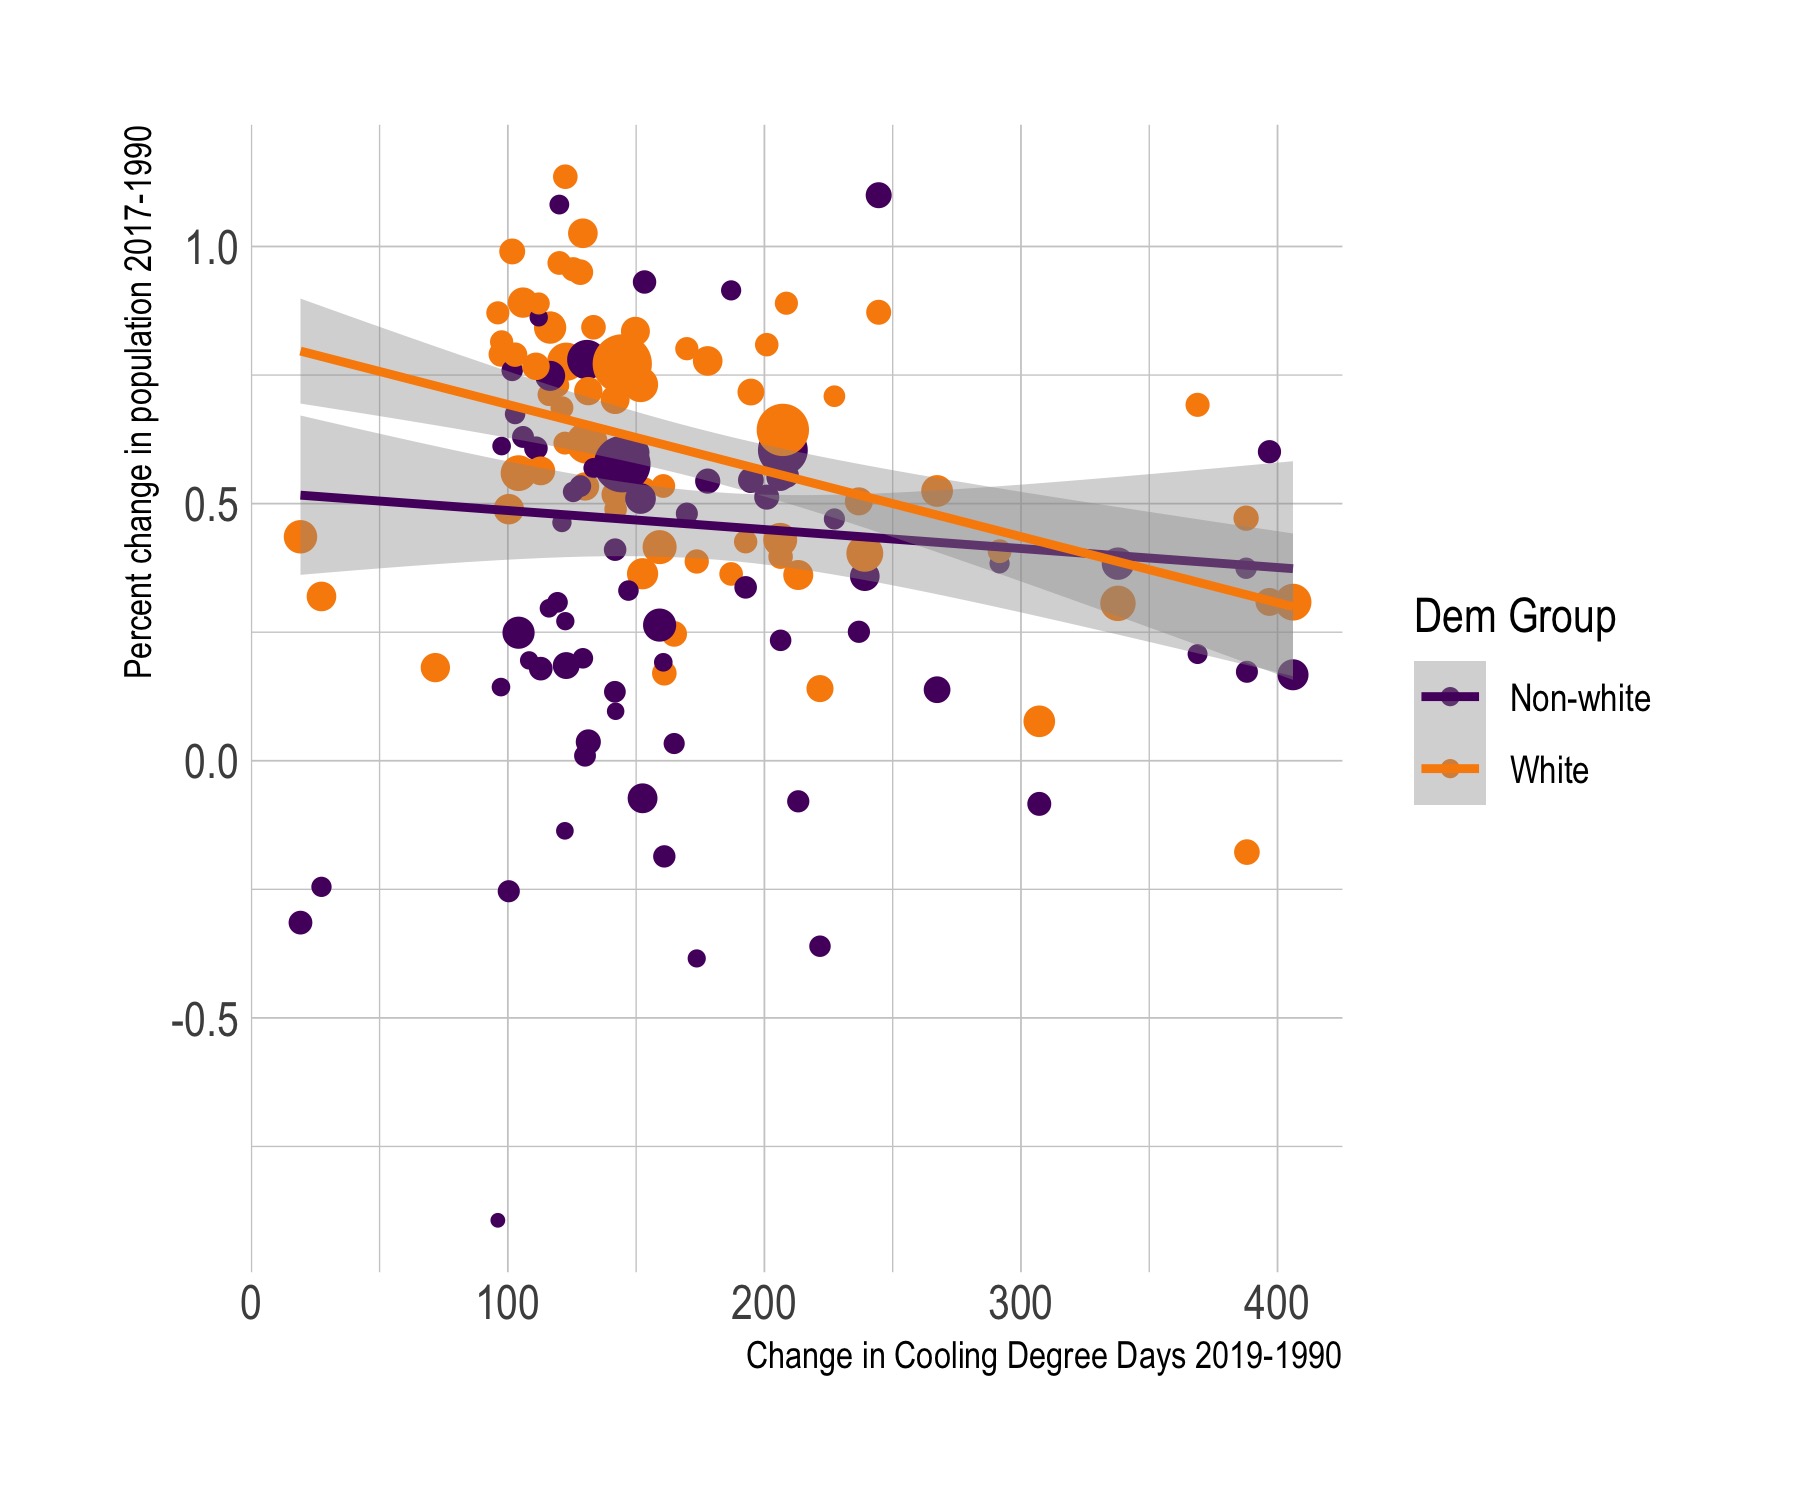 Percent change in population 2017-1990
1.0
0.5
0.0
-0.5
0
100
200
300
400
Change in Cooling Degree Days 2019-1990
Dem Group
Non-white
White